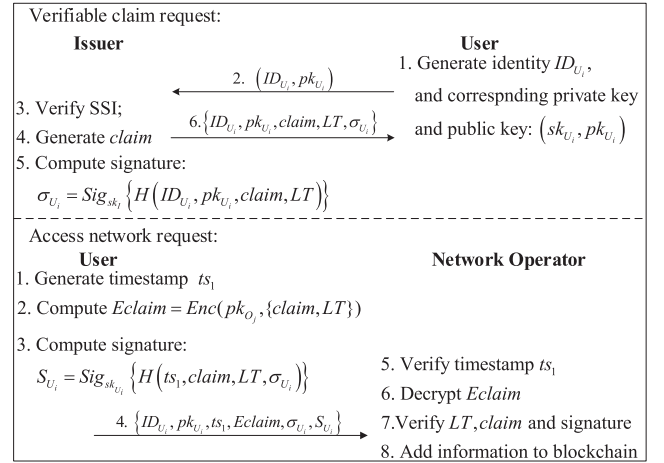 Verifiable claim request:
Issuer
User
1. Generate identity ID_{U_i},
and correspnding private key
and public key: (sk_{U_i}, pk_{U_i})
2. (ID_{U_i}, pk_{U_i})
3. Verify SSI;
4. Generate claim
6.{ID_{U_i}, pk_{U_i}, claim, LT, σ_{U_i}}
5. Compute signature:
σ_{U_i} = Sig_{sk_I}{H(ID_{U_i}, pk_{U_i}, claim, LT)}
Access network request:
User
Network Operator
1. Generate timestamp ts_1
2. Compute Eclaim = Enc(pk_{O_j}, {claim, LT})
3. Compute signature:
S_{U_i} = Sig_{sk_{U_i}}{H(ts_1, claim, LT, σ_{U_i})}
4. {ID_{U_i}, pk_{U_i}, ts_1, Eclaim, σ_{U_i}, S_{U_i}}
5. Verify timestamp ts_1
6. Decrypt Eclaim
7.Verify LT, claim and signature
8. Add information to blockchain